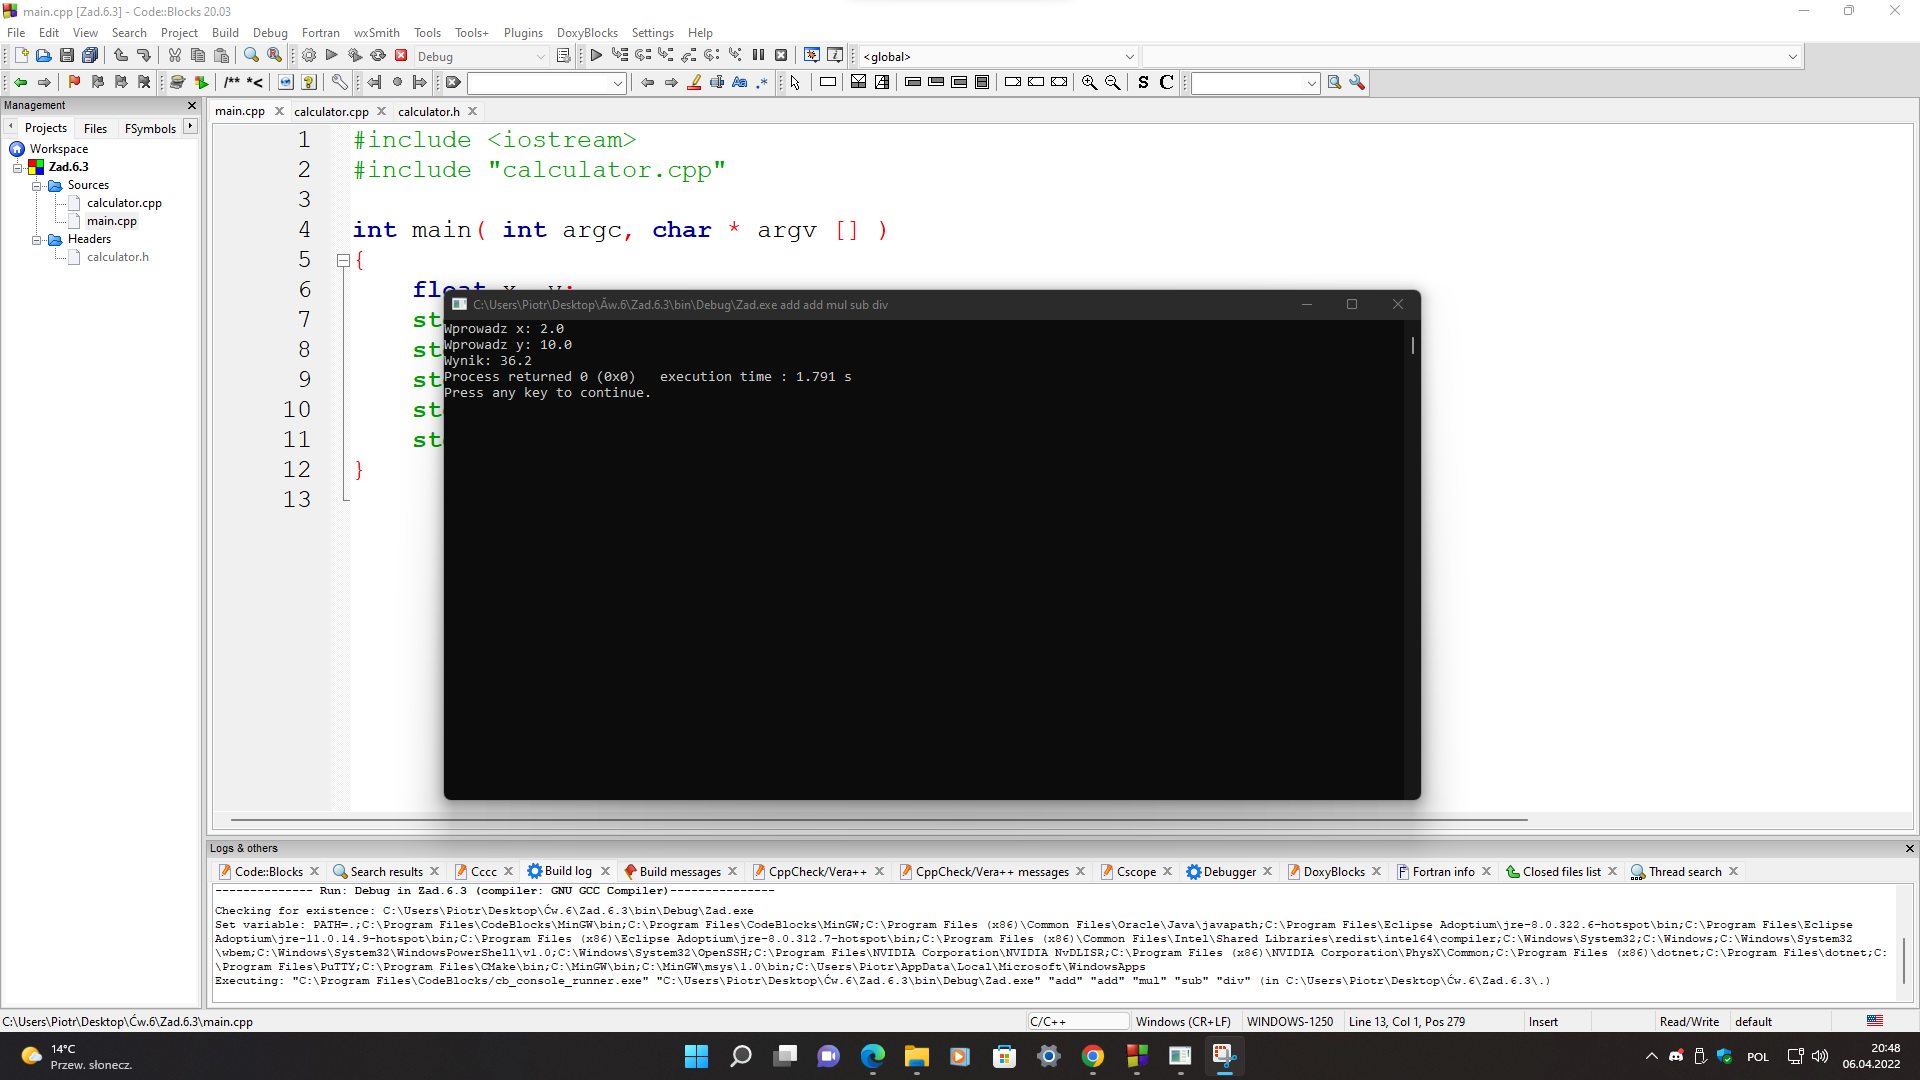 main.cpp [Zad.6.3] - Code::Blocks 20.03
File Edit View Search Project Build Debug Fortran wxSmith Tools Tools+ Plugins DoxyBlocks Settings Help
Debug
<global>
/** *<
Aa .*
S C
Management
Projects Files FSymbols
main.cpp calculator.cpp calculator.h
Workspace
Zad.6.3
Sources
calculator.cpp
main.cpp
Headers
calculator.h
1 #include <iostream>
2 #include "calculator.cpp"
3
4 int main( int argc, char * argv [] )
5 {
6 float x, y;
7 st
8 st
9 st
10 st
11 st
12 }
13
C:\Users\Piotr\Desktop\Äw.6\Zad.6.3\bin\Debug\Zad.exe add add mul sub div
Wprowadz x: 2.0
Wprowadz y: 10.0
Wynik: 36.2
Process returned 0 (0x0)   execution time : 1.791 s
Press any key to continue.
Logs & others
Code::Blocks Search results Cccc Build log Build messages CppCheck/Vera++ CppCheck/Vera++ messages Cscope Debugger DoxyBlocks Fortran info Closed files list Thread search
-------------- Run: Debug in Zad.6.3 (compiler: GNU GCC Compiler)---------------
Checking for existence: C:\Users\Piotr\Desktop\Ćw.6\Zad.6.3\bin\Debug\Zad.exe
Set variable: PATH=.;C:\Program Files\CodeBlocks\MinGW\bin;C:\Program Files\CodeBlocks\MinGW;C:\Program Files (x86)\Common Files\Oracle\Java\javapath;C:\Program Files\Eclipse Adoptium\jre-8.0.322.6-hotspot\bin;C:\Program Files\Eclipse
Adoptium\jre-11.0.14.9-hotspot\bin;C:\Program Files (x86)\Eclipse Adoptium\jre-8.0.312.7-hotspot\bin;C:\Program Files (x86)\Common Files\Intel\Shared Libraries\redist\intel64\compiler;C:\Windows\System32;C:\Windows;C:\Windows\System32
\wbem;C:\Windows\System32\WindowsPowerShell\v1.0;C:\Windows\System32\OpenSSH;C:\Program Files\NVIDIA Corporation\NVIDIA NvDLISR;C:\Program Files (x86)\NVIDIA Corporation\PhysX\Common;C:\Program Files (x86)\dotnet;C:\Program Files\dotnet;C:
\Program Files\PuTTY;C:\Program Files\CMake\bin;C:\MinGW\bin;C:\MinGW\msys\1.0\bin;C:\Users\Piotr\AppData\Local\Microsoft\WindowsApps
Executing: "C:\Program Files\CodeBlocks/cb_console_runner.exe" "C:\Users\Piotr\Desktop\Ćw.6\Zad.6.3\bin\Debug\Zad.exe" "add" "add" "mul" "sub" "div" (in C:\Users\Piotr\Desktop\Ćw.6\Zad.6.3\.)
C:\Users\Piotr\Desktop\Ćw.6\Zad.6.3\main.cpp C/C++ Windows (CR+LF) WINDOWS-1250 Line 13, Col 1, Pos 279 Insert Read/Write default
14°C
Przew. słonecz.
POL
20:48
06.04.2022